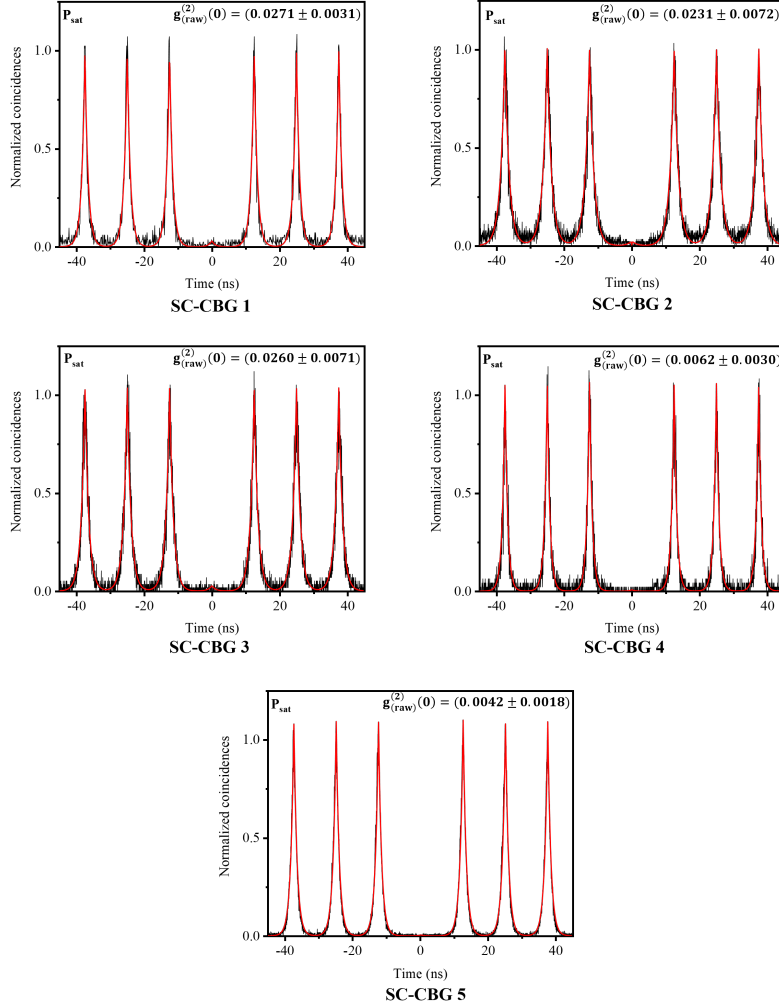 P_sat g^(2)_(raw)(0) = (0.0271 ± 0.0031)
Normalized coincidences
1.0
0.5
0.0
-40 -20 0 20 40
Time (ns)
SC-CBG 1
P_sat g^(2)_(raw)(0) = (0.0231 ± 0.0072)
Normalized coincidences
1.0
0.5
0.0
-40 -20 0 20 40
Time (ns)
SC-CBG 2
P_sat g^(2)_(raw)(0) = (0.0260 ± 0.0071)
Normalized coincidences
1.0
0.5
0.0
-40 -20 0 20 40
Time (ns)
SC-CBG 3
P_sat g^(2)_(raw)(0) = (0.0062 ± 0.0030)
Normalized coincidences
1.0
0.5
0.0
-40 -20 0 20 40
Time (ns)
SC-CBG 4
P_sat g^(2)_(raw)(0) = (0.0042 ± 0.0018)
Normalized coincidences
1.0
0.5
0.0
-40 -20 0 20 40
Time (ns)
SC-CBG 5